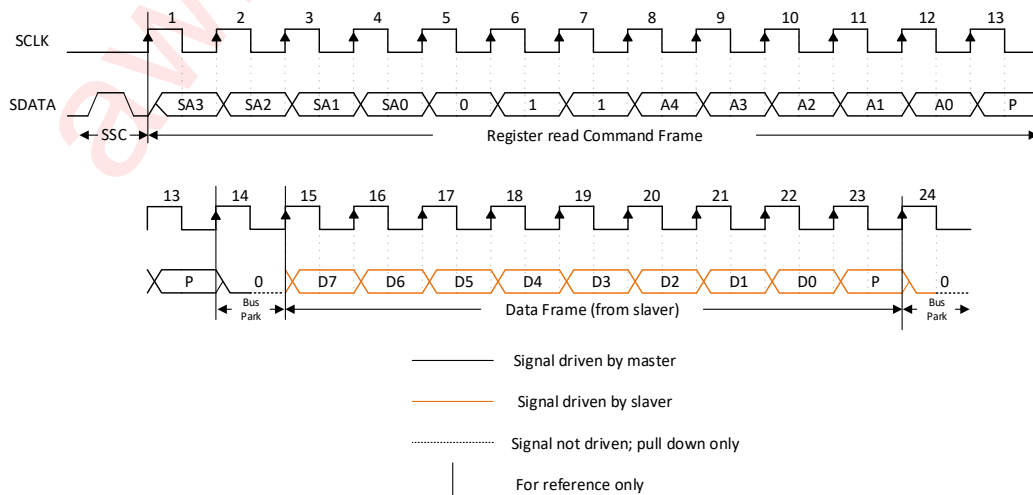 1 2 3 4 5 6 7 8 9 10 11 12 13
SCLK
SDATA SA3 SA2 SA1 SA0 0 1 1 A4 A3 A2 A1 A0 P
SSC Register read Command Frame
13 14 15 16 17 18 19 20 21 22 23 24
P 0 D7 D6 D5 D4 D3 D2 D1 D0 P 0
Bus Park Data Frame (from slaver) Bus Park
Signal driven by master
Signal driven by slaver
Signal not driven; pull down only
For reference only